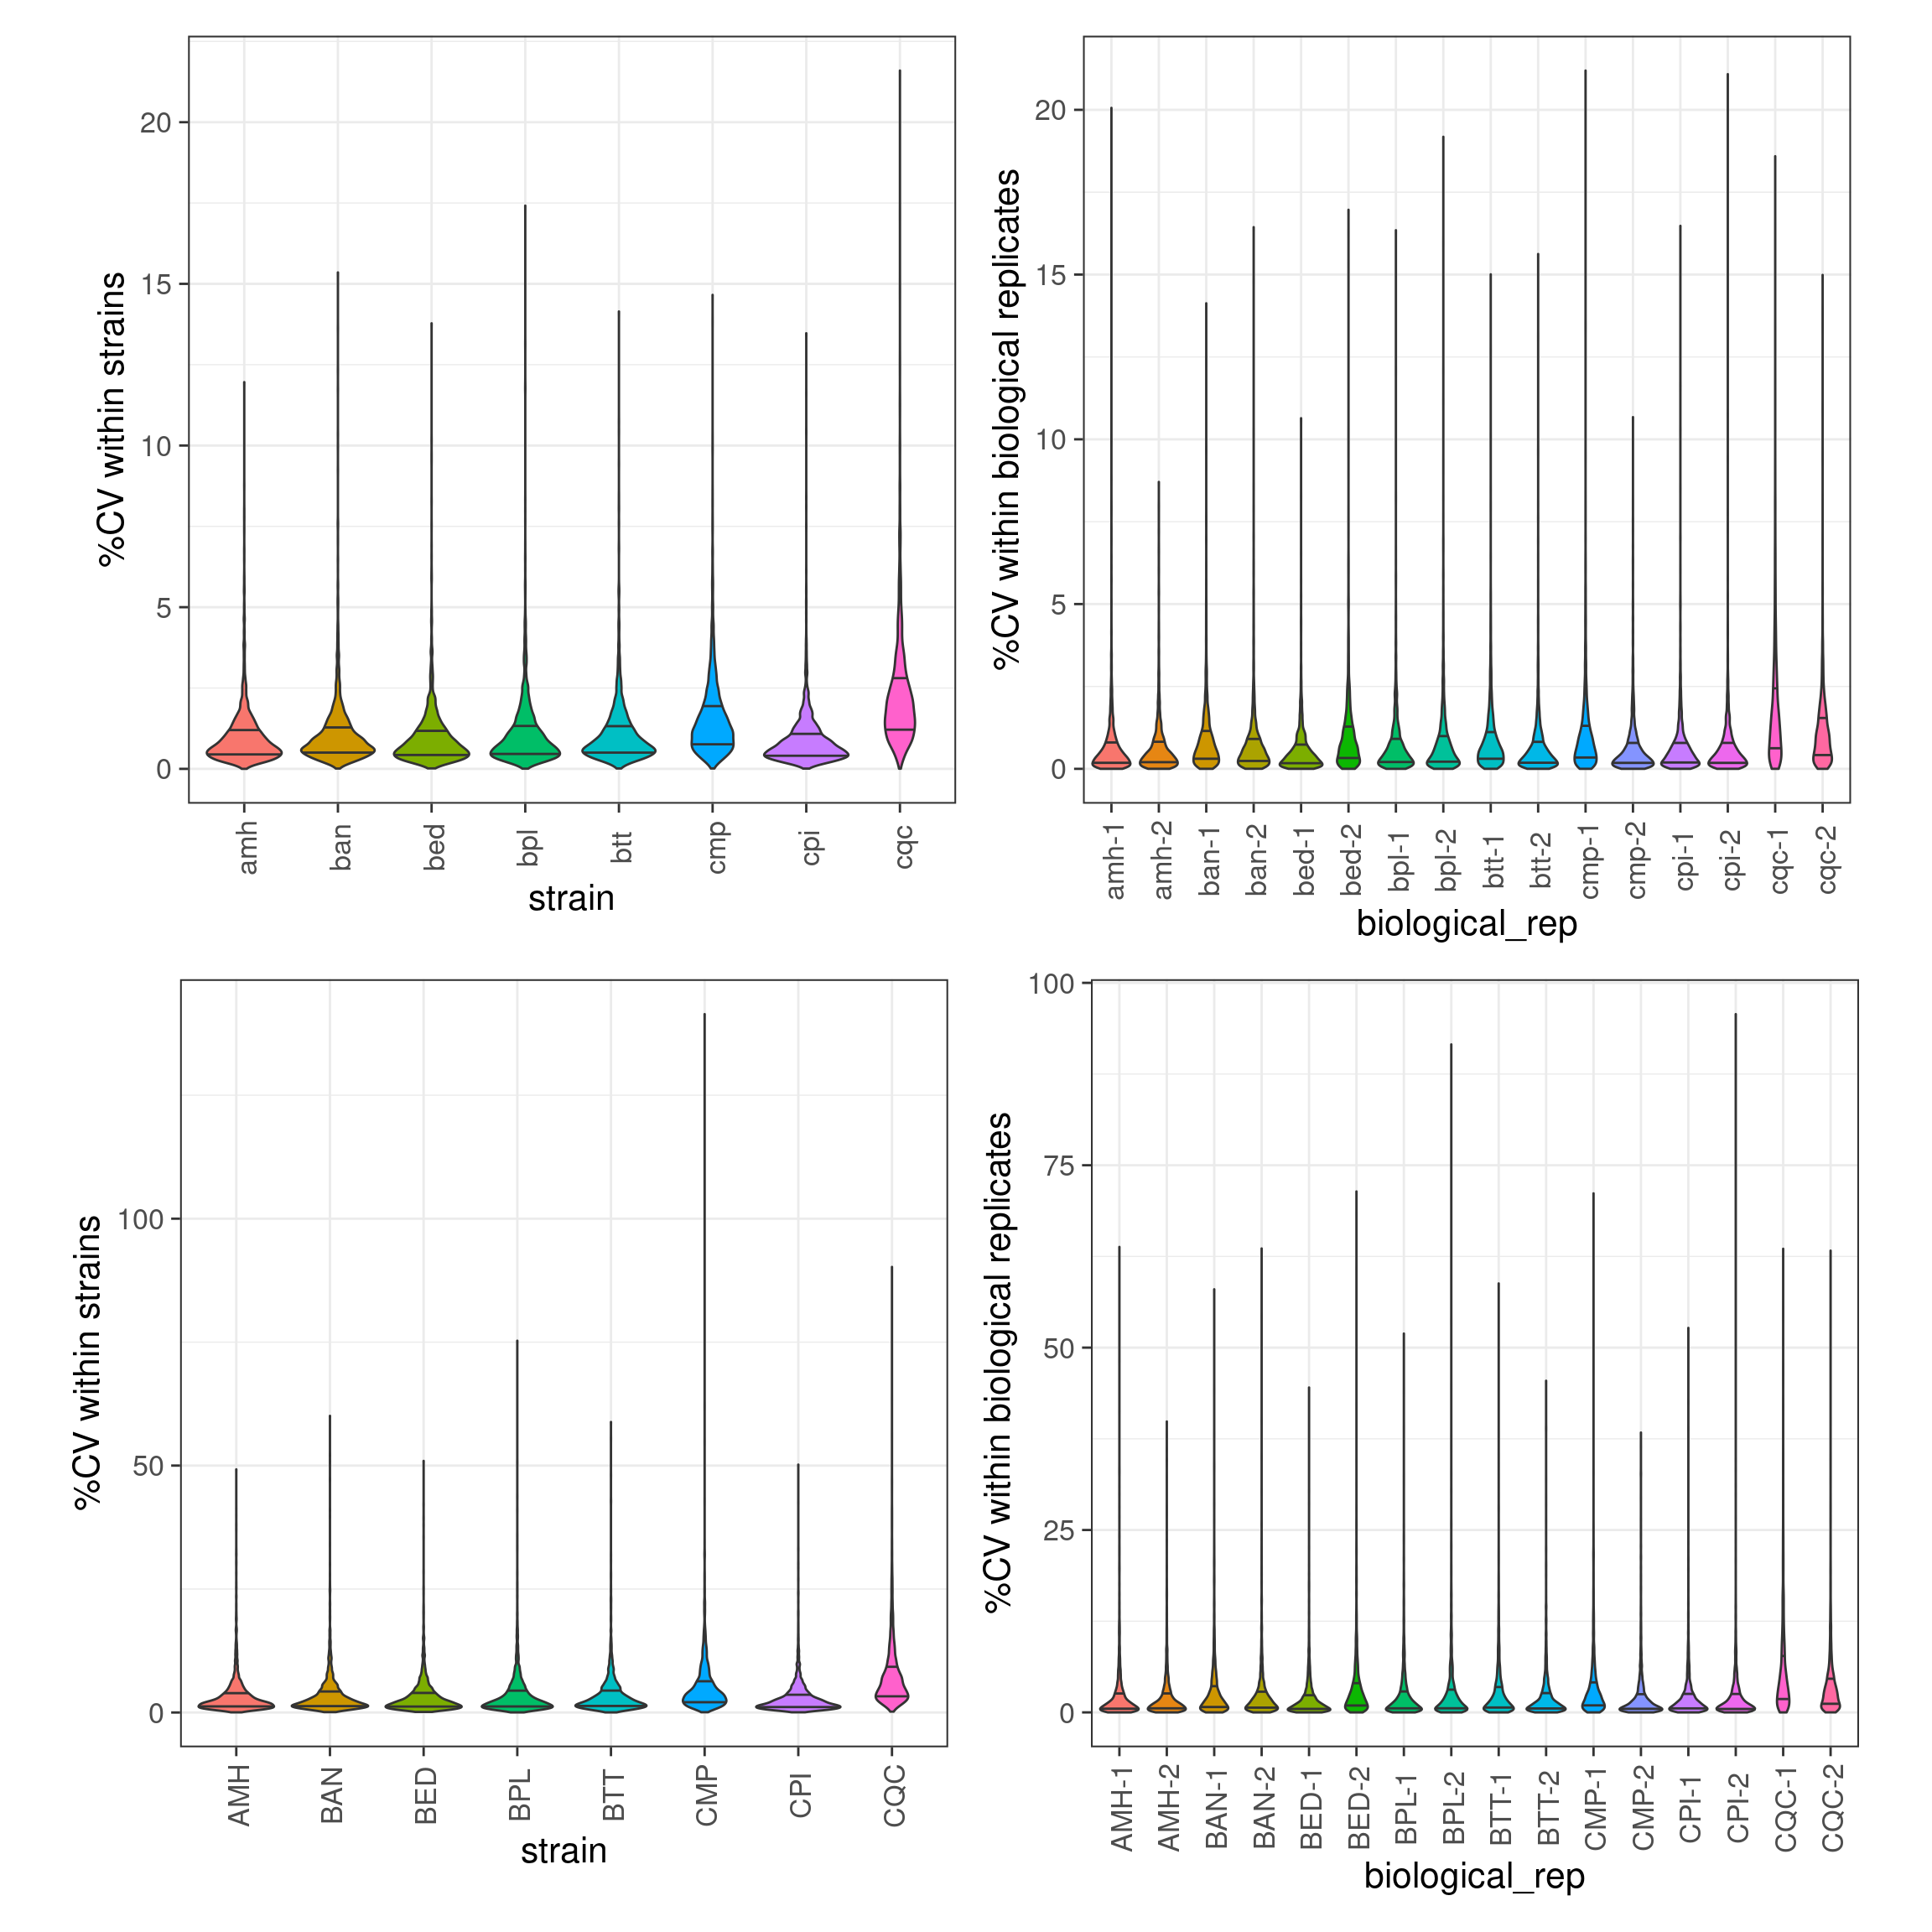 %CV within strains
20
15
10
5
0
amh ban bed bpl btt cmp cpi cqc
strain
%CV within biological replicates
20
15
10
5
0
amh-1 amh-2 ban-1 ban-2 bed-1 bed-2 bpl-1 bpl-2 btt-1 btt-2 cmp-1 cmp-2 cpi-1 cpi-2 cqc-1 cqc-2
biological_rep
%CV within strains
100
50
0
AMH BAN BED BPL BTT CMP CPI CQC
strain
%CV within biological replicates
100
75
50
25
0
AMH-1 AMH-2 BAN-1 BAN-2 BED-1 BED-2 BPL-1 BPL-2 BTT-1 BTT-2 CMP-1 CMP-2 CPI-1 CPI-2 CQC-1 CQC-2
biological_rep